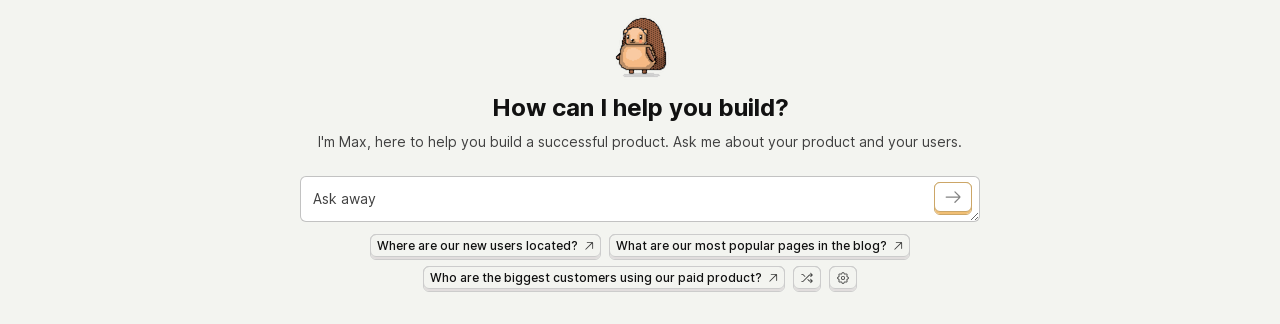 How can I help you build?
I'm Max, here to help you build a successful product. Ask me about your product and your users.
Ask away
Where are our new users located?
What are our most popular pages in the blog?
Who are the biggest customers using our paid product?